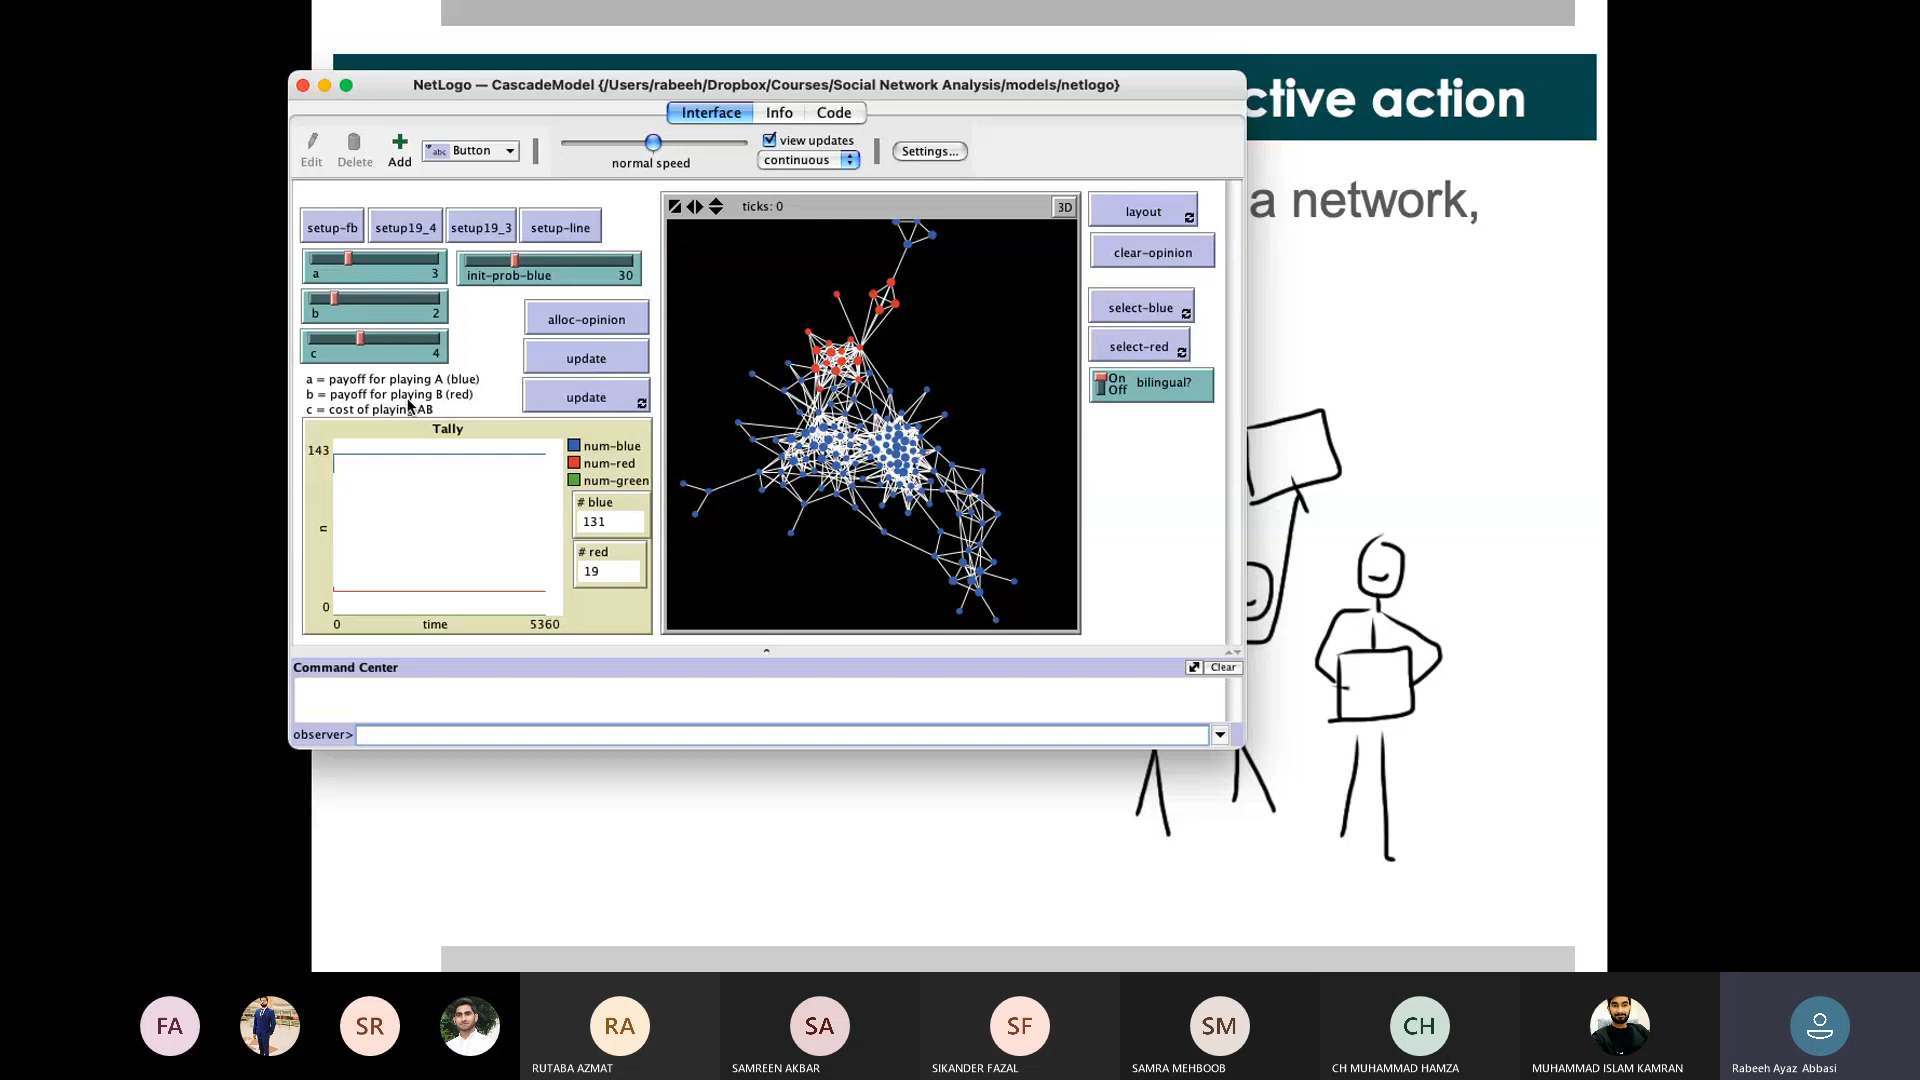 ctive action
NetLogo — CascadeModel {/Users/rabeeh/Dropbox/Courses/Social Network Analysis/models/netlogo}
Interface Info Code
Edit Delete Add abc Button normal speed view updates continuous Settings...
a network,
setup-fb setup19_4 setup19_3 setup-line
a 3
init-prob-blue 30
b 2
c 4
alloc-opinion
update
update
a = payoff for playing A (blue)
b = payoff for playing B (red)
c = cost of playing AB
Tally
143
n
0
0 time 5360
num-blue
num-red
num-green
# blue
131
# red
19
ticks: 0 3D
layout
clear-opinion
select-blue
select-red
On
Off
bilingual?
Command Center Clear
observer>
FA SR RA SA SF SM CH
RUTABA AZMAT SAMREEN AKBAR SIKANDER FAZAL SAMRA MEHBOOB CH MUHAMMAD HAMZA MUHAMMAD ISLAM KAMRAN Rabeeh Ayaz Abbasi